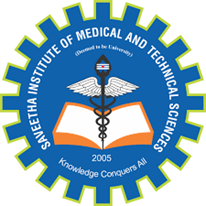 SAVEETHA INSTITUTE OF MEDICAL AND TECHNICAL SCIENCES
(Deemed to be University)
2005
Knowledge Conquers All